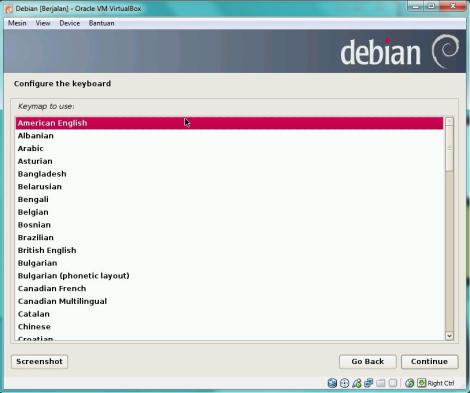 Debian [Berjalan] - Oracle VM VirtualBox
Mesin View Device Bantuan
debian
Configure the keyboard
Keymap to use:
American English
Albanian
Arabic
Asturian
Bangladesh
Belarusian
Bengali
Belgian
Bosnian
Brazilian
British English
Bulgarian
Bulgarian (phonetic layout)
Canadian French
Canadian Multilingual
Catalan
Chinese
Croatian
Screenshot Go Back Continue
Right Ctrl